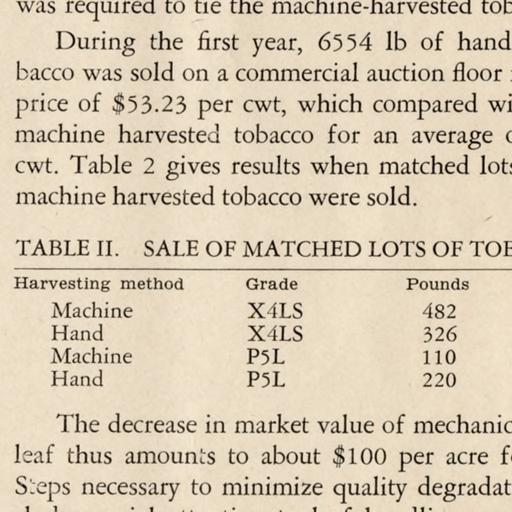 was required to tie the machine-harvested tob
During the first year, 6554 lb of hand
bacco was sold on a commercial auction floor
price of $53.23 per cwt, which compared wi
machine harvested tobacco for an average o
cwt. Table 2 gives results when matched lots
machine harvested tobacco were sold.
TABLE II. SALE OF MATCHED LOTS OF TOB
Harvesting method Grade Pounds
Machine X4LS 482
Hand X4LS 326
Machine P5L 110
Hand P5L 220
The decrease in market value of mechanic
leaf thus amounts to about $100 per acre f
Steps necessary to minimize quality degradat